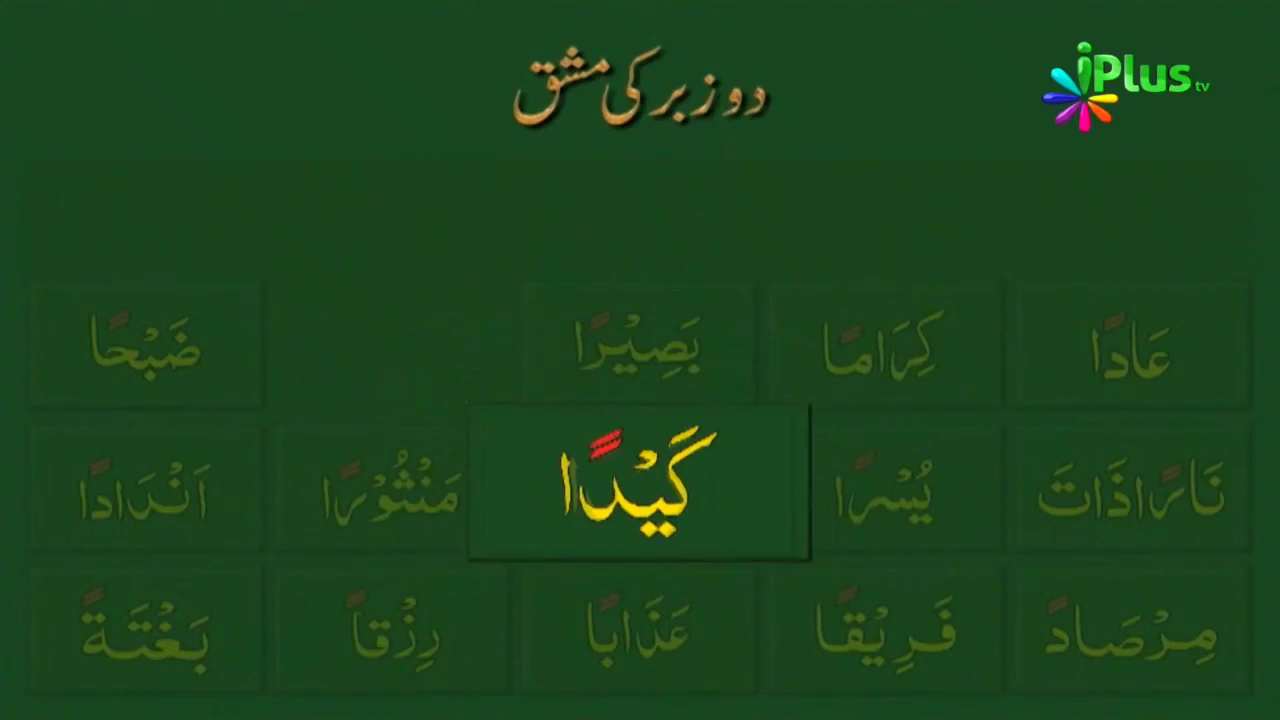 دو زبر کی مشق
iPlus tv
عَادًا كِرَامًا بَصِيْرًا ضَبْحًا
نَارًا ذَاتَ يُسْرًا كَيْدًا مَنْثُوْرًا اَنْدَادًا
مِرْصَادً فَرِيْقًا عَذَابًا رِزْقًا بَغْتَةً